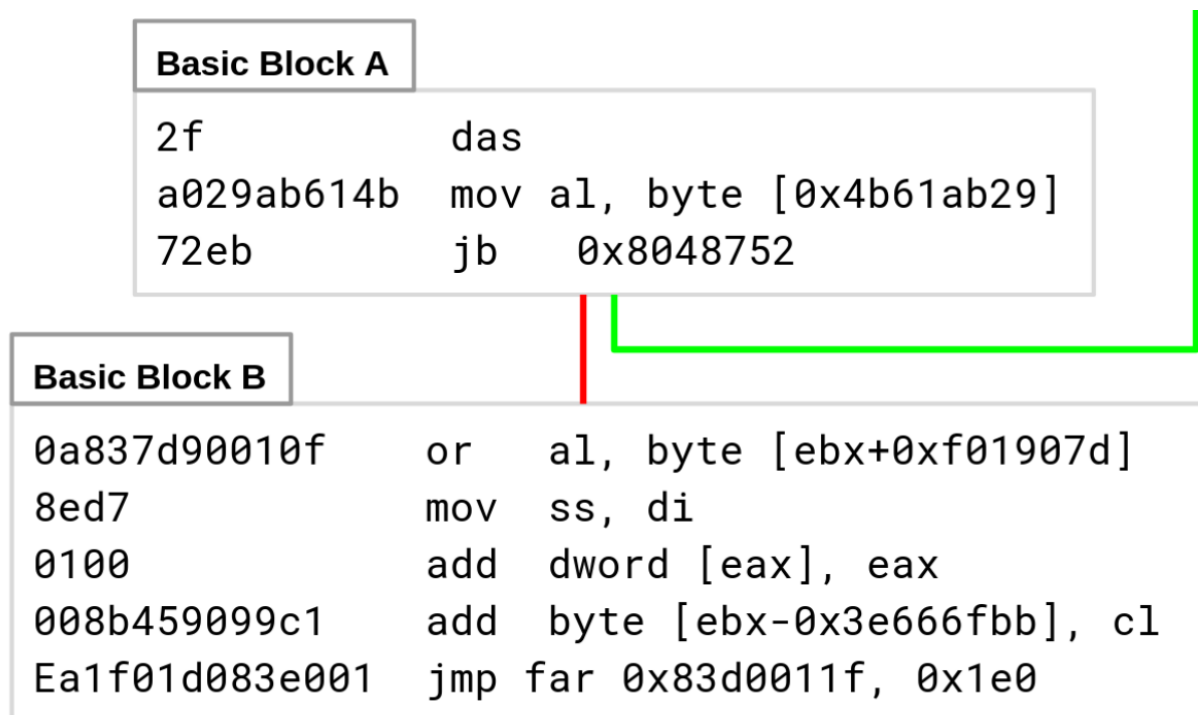 Basic Block A
2f das
a029ab614b mov al, byte [0x4b61ab29]
72eb jb 0x8048752
Basic Block B
0a837d90010f or al, byte [ebx+0xf01907d]
8ed7 mov ss, di
0100 add dword [eax], eax
008b459099c1 add byte [ebx-0x3e666fbb], cl
Ea1f01d083e001 jmp far 0x83d0011f, 0x1e0